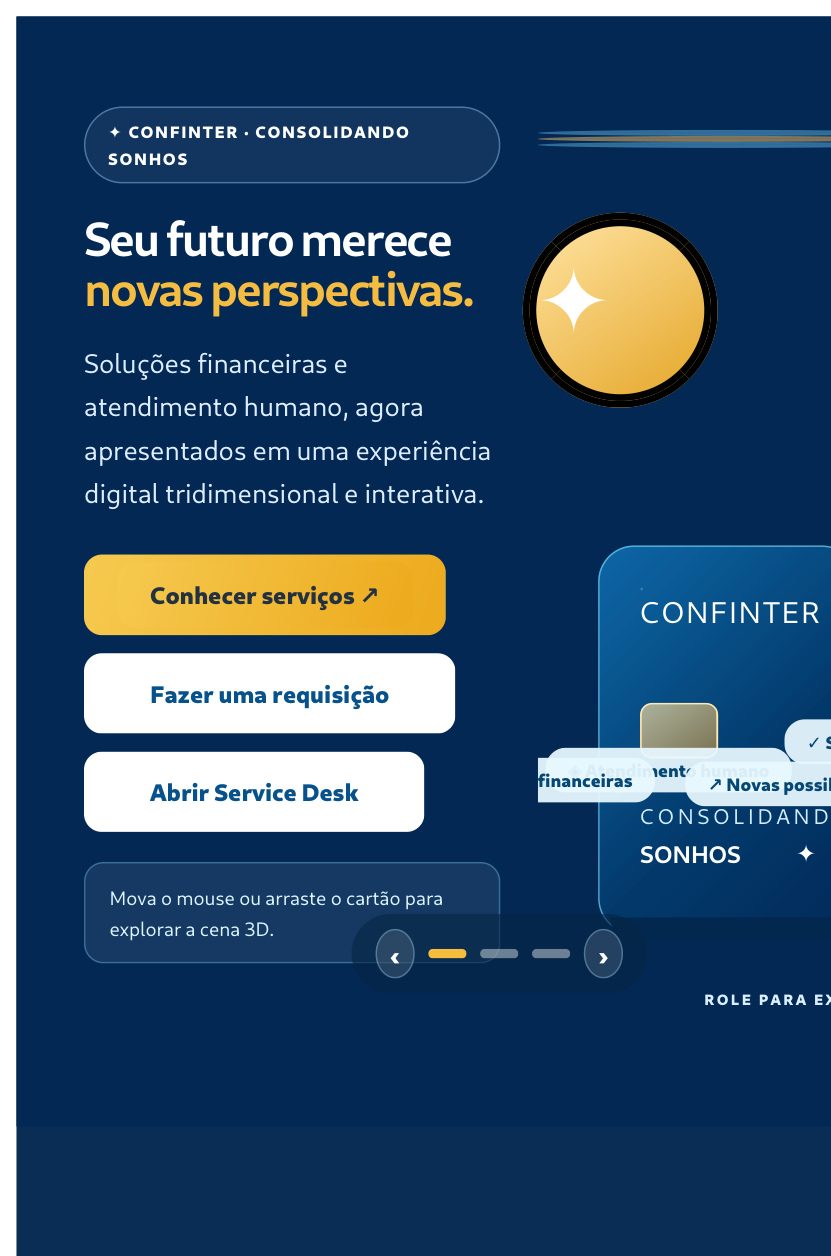 ✦ CONFINTER · CONSOLIDANDO
SONHOS
Seu futuro merece
novas perspectivas.
Soluções financeiras e
atendimento humano, agora
apresentados em uma experiência
digital tridimensional e interativa.
Conhecer serviços ↗
Fazer uma requisição
Abrir Service Desk
Mova o mouse ou arraste o cartão para
explorar a cena 3D.
‹ ›
CONFINTER
✓
✦ Atendimento humano
financeiras
↗ Novas
CONSOLIDAND
SONHOS ✦
ROLE PARA